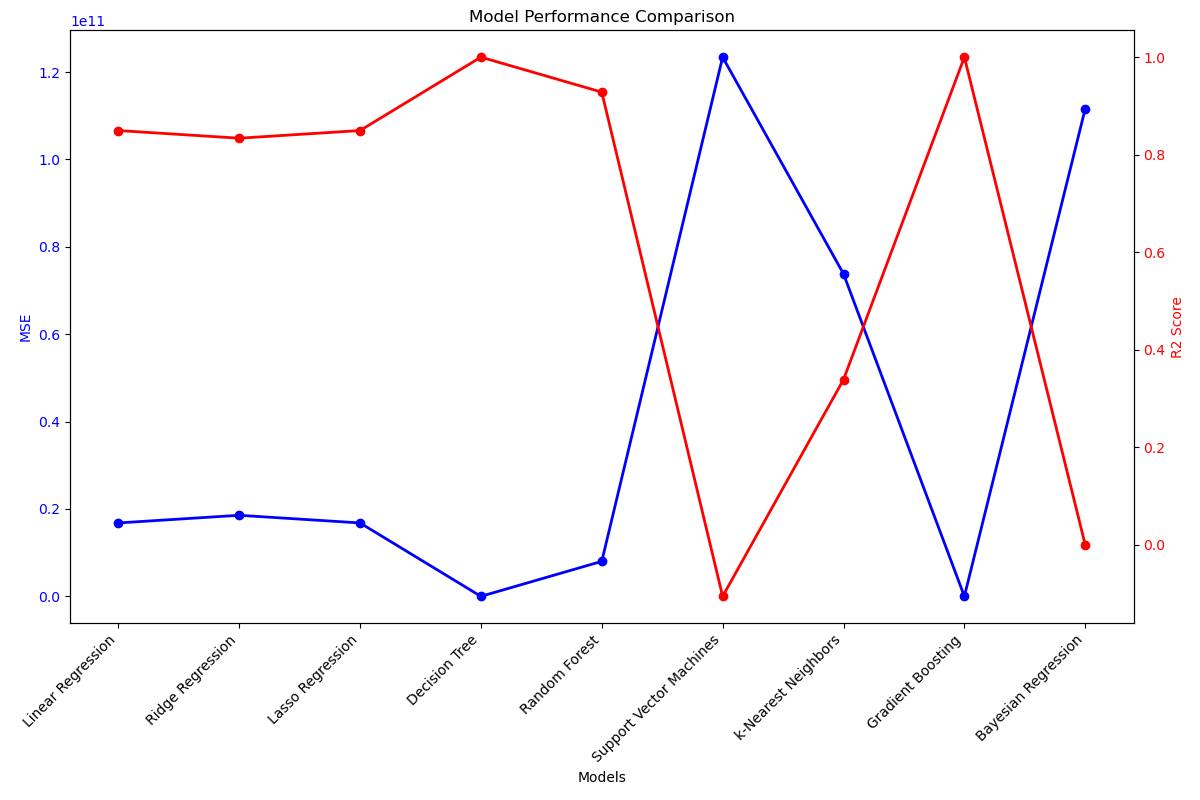 Model Performance Comparison
1e11
1.2
1.0
0.8
0.6
0.4
0.2
0.0
MSE
1.0
0.8
0.6
0.4
0.2
0.0
R2 Score
Linear Regression
Ridge Regression
Lasso Regression
Decision Tree
Random Forest
Support Vector Machines
k-Nearest Neighbors
Gradient Boosting
Bayesian Regression
Models